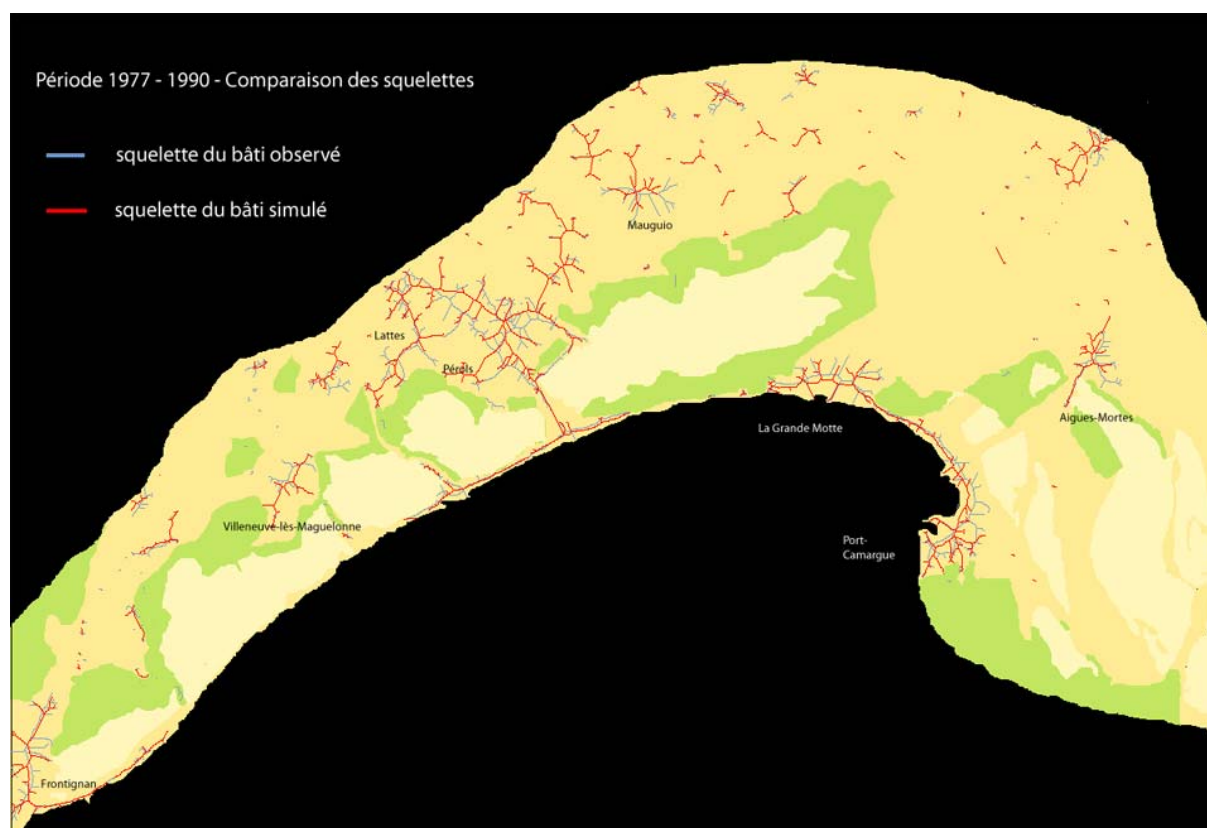 Période 1977 - 1990 - Comparaison des squelettes
squelette du bâti observé
squelette du bâti simulé
Mauguio
Lattes
Pérols
La Grande Motte
Aigues-Mortes
Villeneuve-lès-Maguelonne
Port-
Camargue
Frontignan